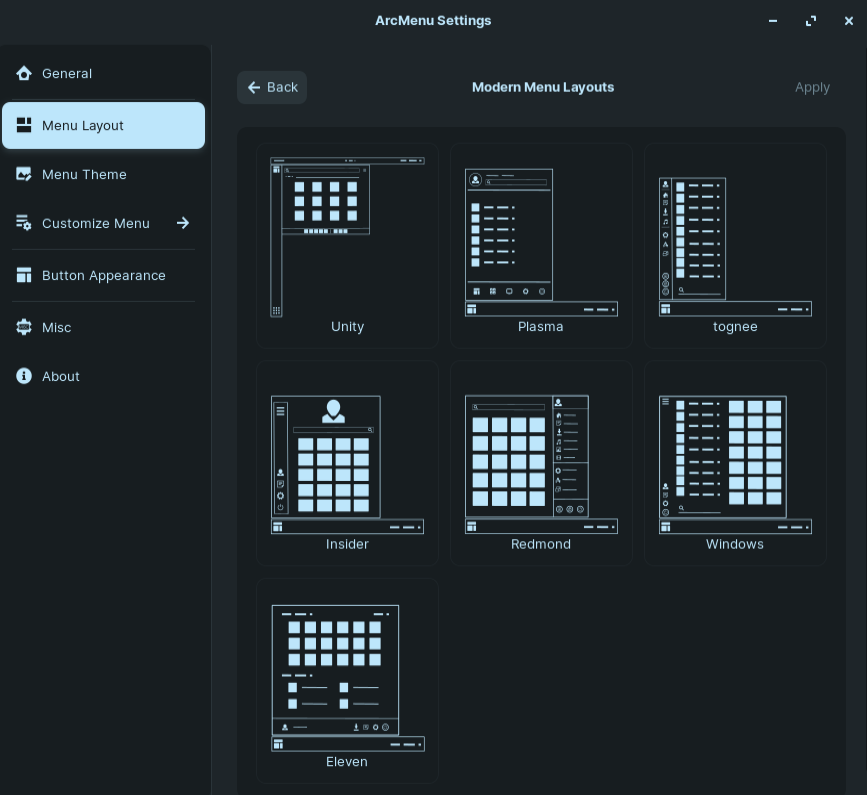 ArcMenu Settings
General
Menu Layout
Menu Theme
Customize Menu
Button Appearance
Misc
About
Back
Modern Menu Layouts
Apply
Unity
Plasma
tognee
Insider
Redmond
Windows
Eleven